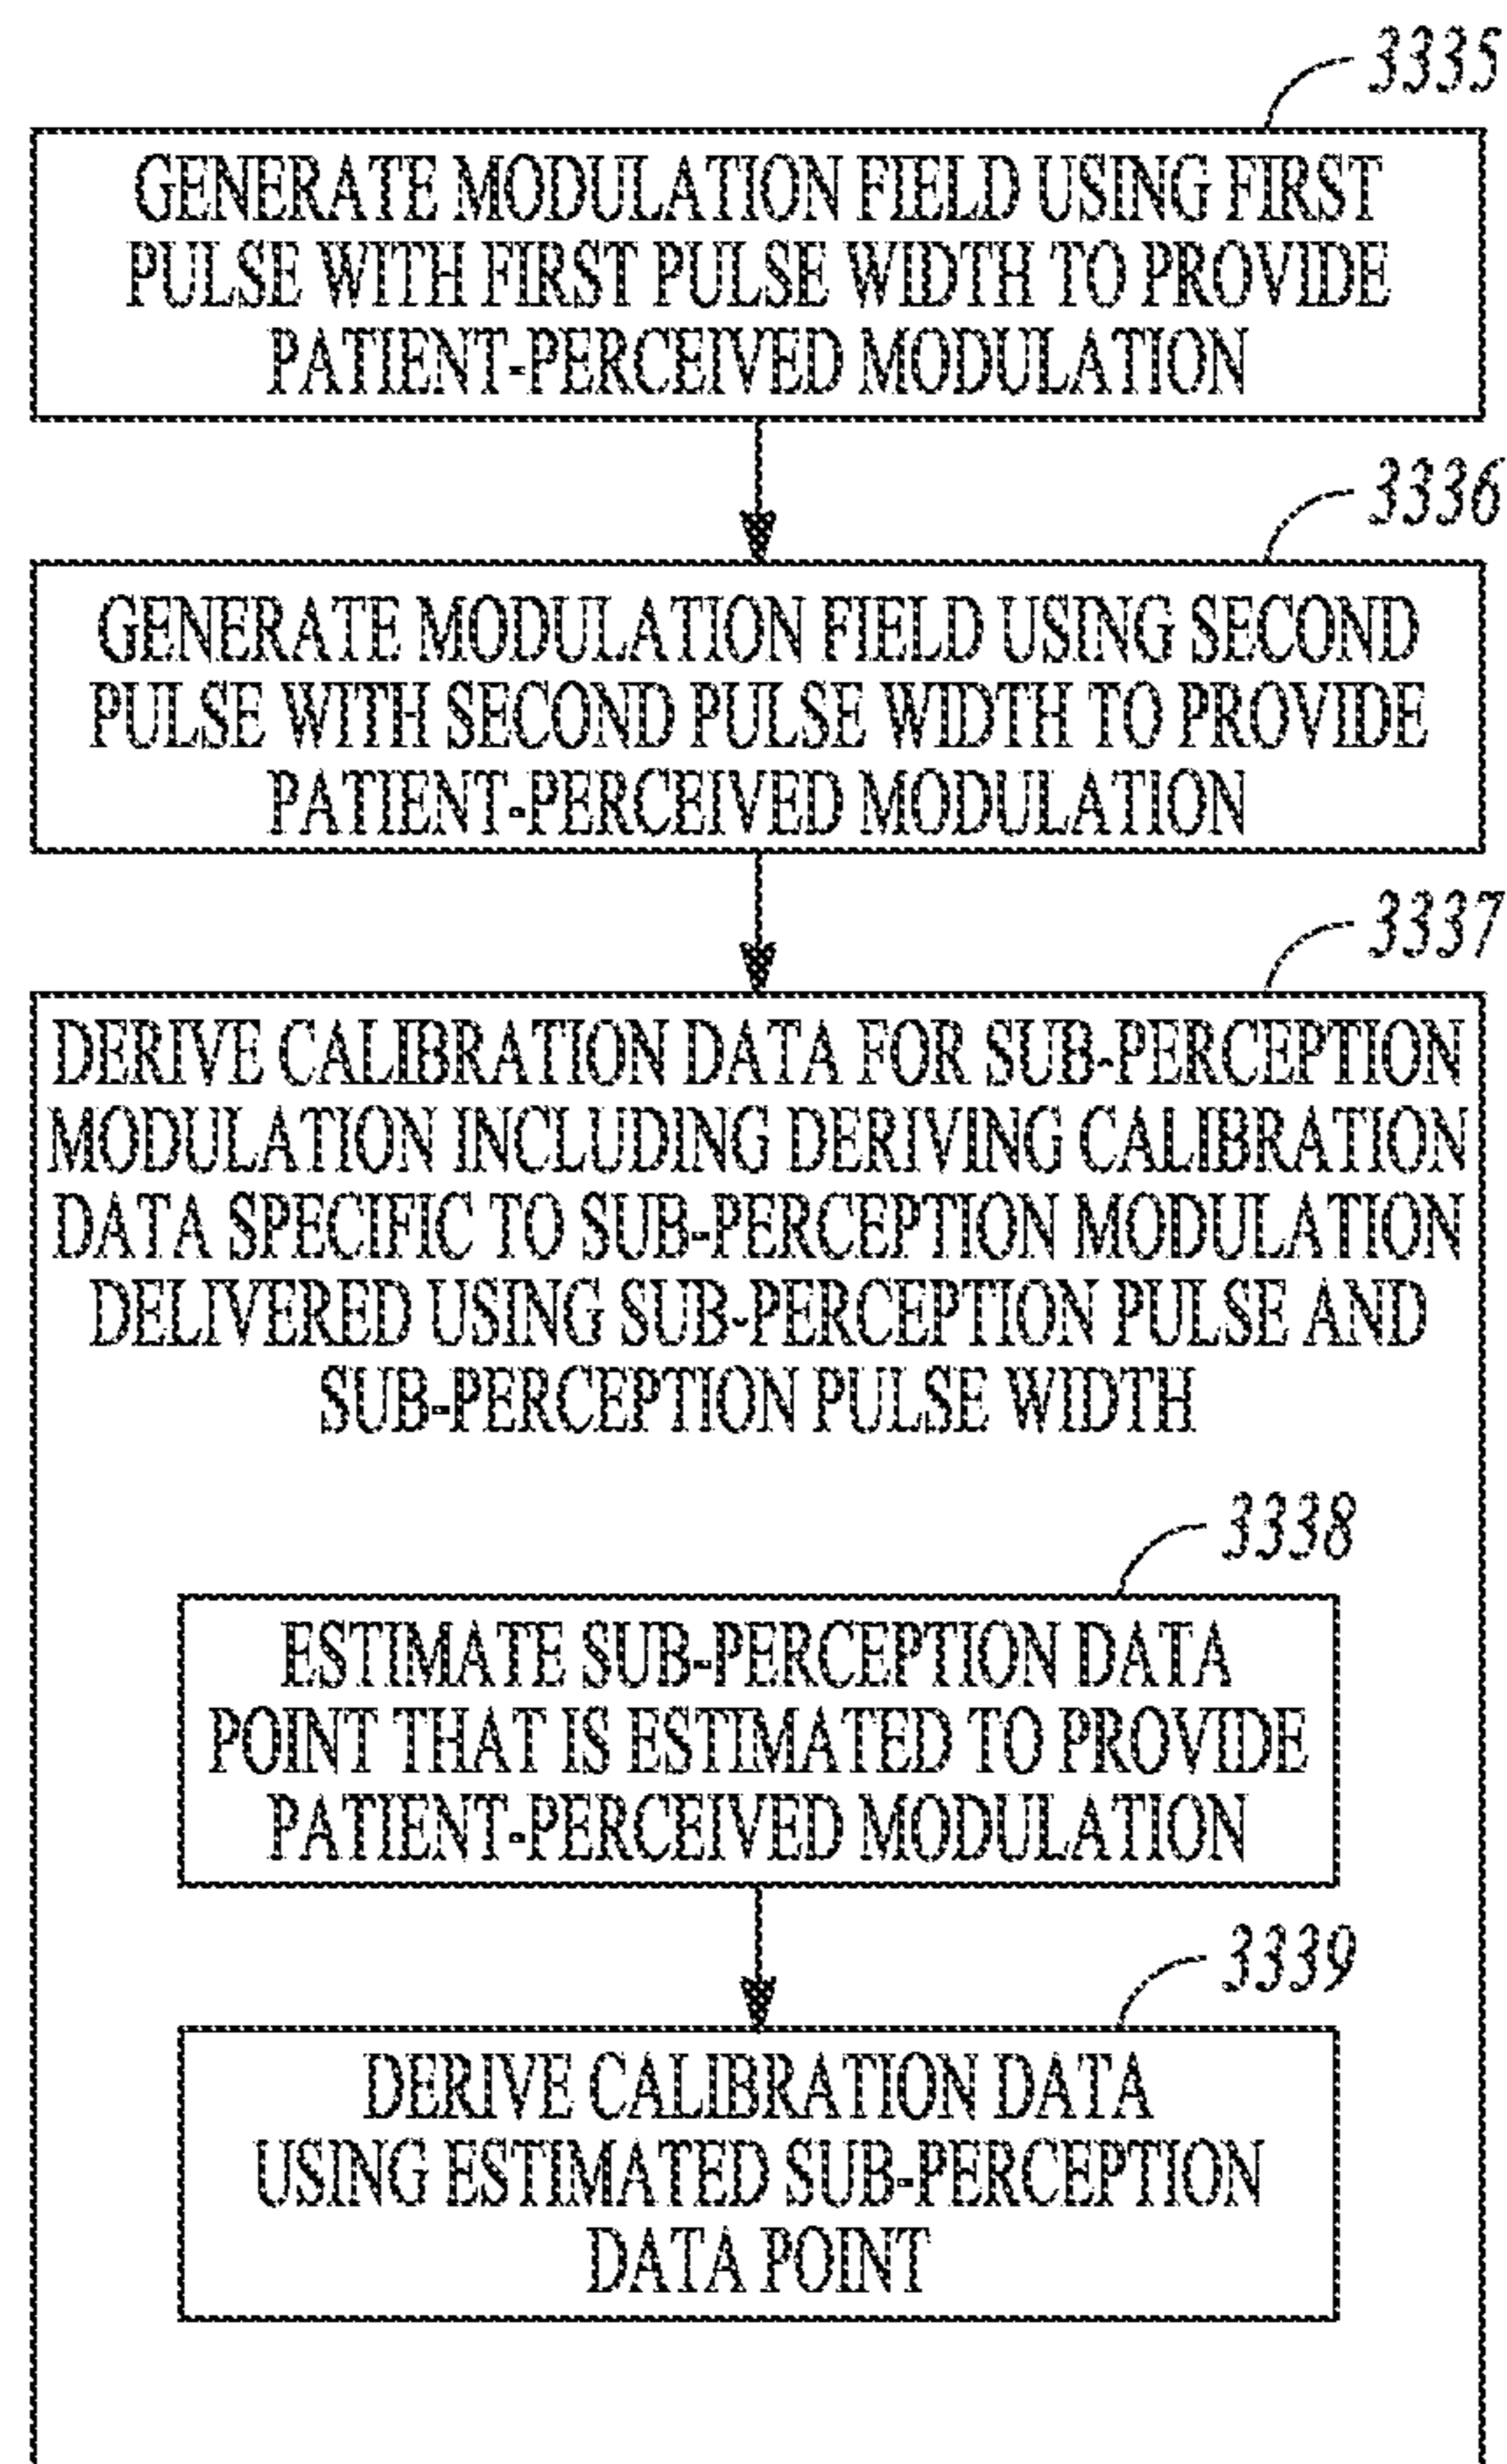 3335
GENERATE MODULATION FIELD USING FIRST
PULSE WITH FIRST PULSE WIDTH TO PROVIDE
PATIENT-PERCEIVED MODULATION
3336
GENERATE MODULATION FIELD USING SECOND
PULSE WITH SECOND PULSE WIDTH TO PROVIDE
PATIENT-PERCEIVED MODULATION
3337
DERIVE CALIBRATION DATA FOR SUB-PERCEPTION
MODULATION INCLUDING DERIVING CALIBRATION
DATA SPECIFIC TO SUB-PERCEPTION MODULATION
DELIVERED USING SUB-PERCEPTION PULSE AND
SUB-PERCEPTION PULSE WIDTH
3338
ESTIMATE SUB-PERCEPTION DATA
POINT THAT IS ESTIMATED TO PROVIDE
PATIENT-PERCEIVED MODULATION
3339
DERIVE CALIBRATION DATA
USING ESTIMATED SUB-PERCEPTION
DATA POINT